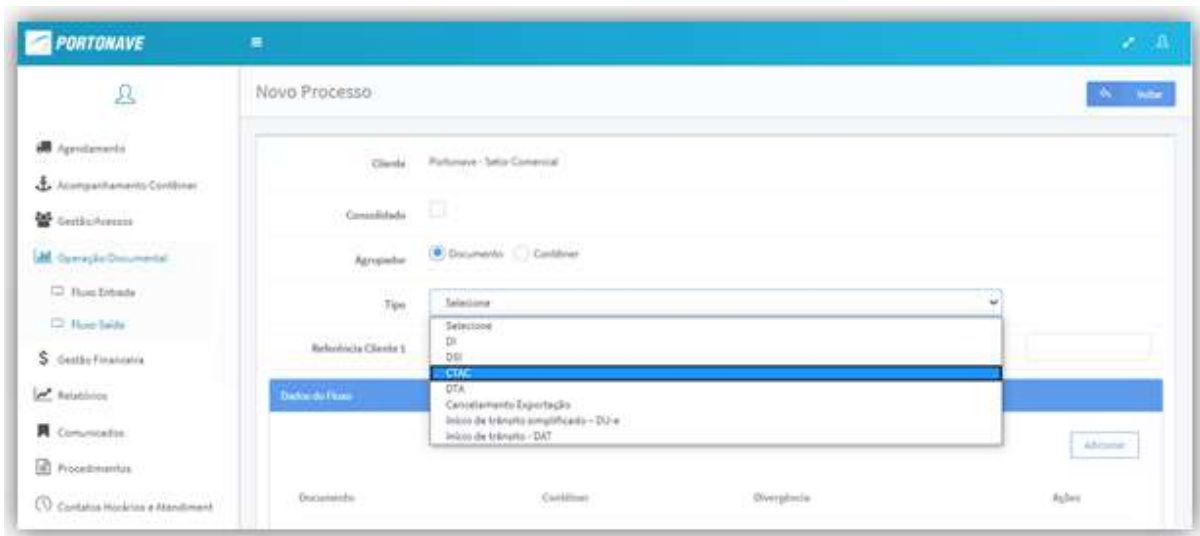 PORTONAVE
Novo Processo
Voltar
Agendamento
Acompanhamento Contêiner
Gestão/Acessos
Operação Documental
Fluxo Entrada
Fluxo Saída
Gestão Financeira
Relatórios
Comunicados
Procedimentos
Contatos Horários e Atendiment
Cliente Portonave - Setor Comercial
Consolidado
Agrupador Documento Contêiner
Tipo Selecione
Selecione
DI
DSI
CTAC
DTA
Cancelamento Exportação
Início de trânsito simplificado – DU-e
Início de trânsito - DAT
Referência Cliente 1
Dados do Fluxo
Adicionar
Documento Contêiner Divergência Ações